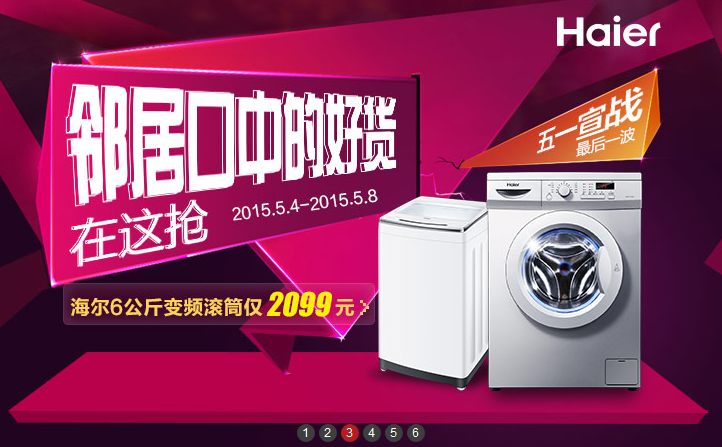 Haier
邻居口中的好货
在这抢
2015.5.4-2015.5.8
五一宣战
最后一波
Haier
海尔6公斤变频滚筒仅2099元
1 2 3 4 5 6